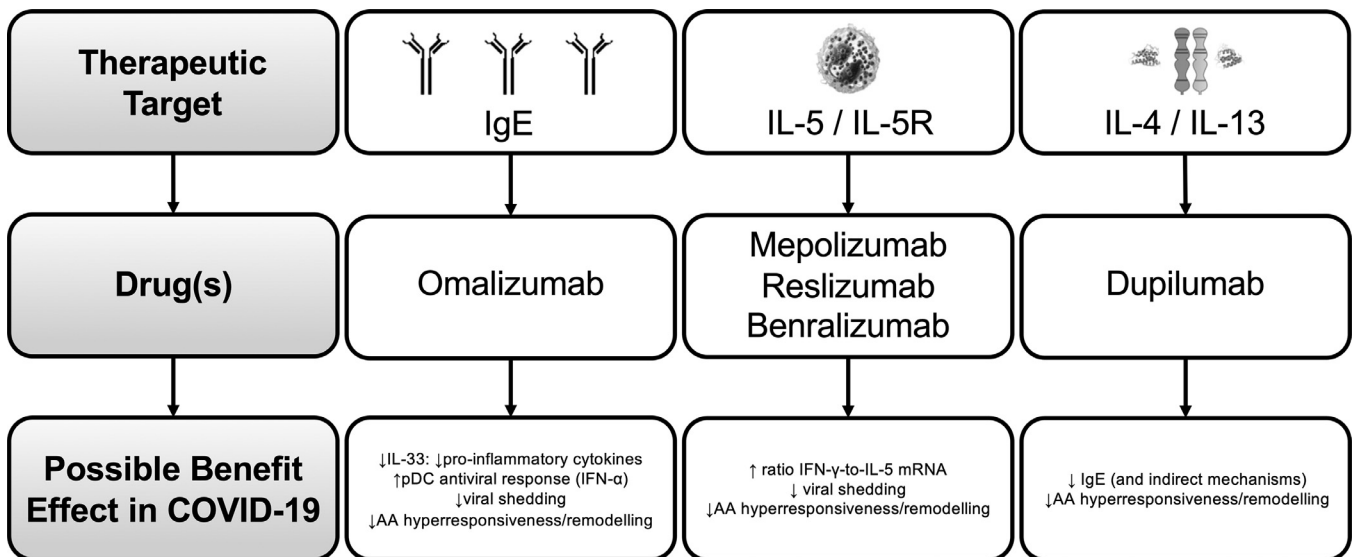 Therapeutic
Target
IgE
IL-5 / IL-5R
IL-4 / IL-13
Drug(s)
Omalizumab
Mepolizumab
Reslizumab
Benralizumab
Dupilumab
Possible Benefit
Effect in COVID-19
↓IL-33: ↓pro-inflammatory cytokines
↑pDC antiviral response (IFN-α)
↓viral shedding
↓AA hyperresponsiveness/remodelling
↑ ratio IFN-γ-to-IL-5 mRNA
↓ viral shedding
↓AA hyperresponsiveness/remodelling
↓ IgE (and indirect mechanisms)
↓AA hyperresponsiveness/remodelling